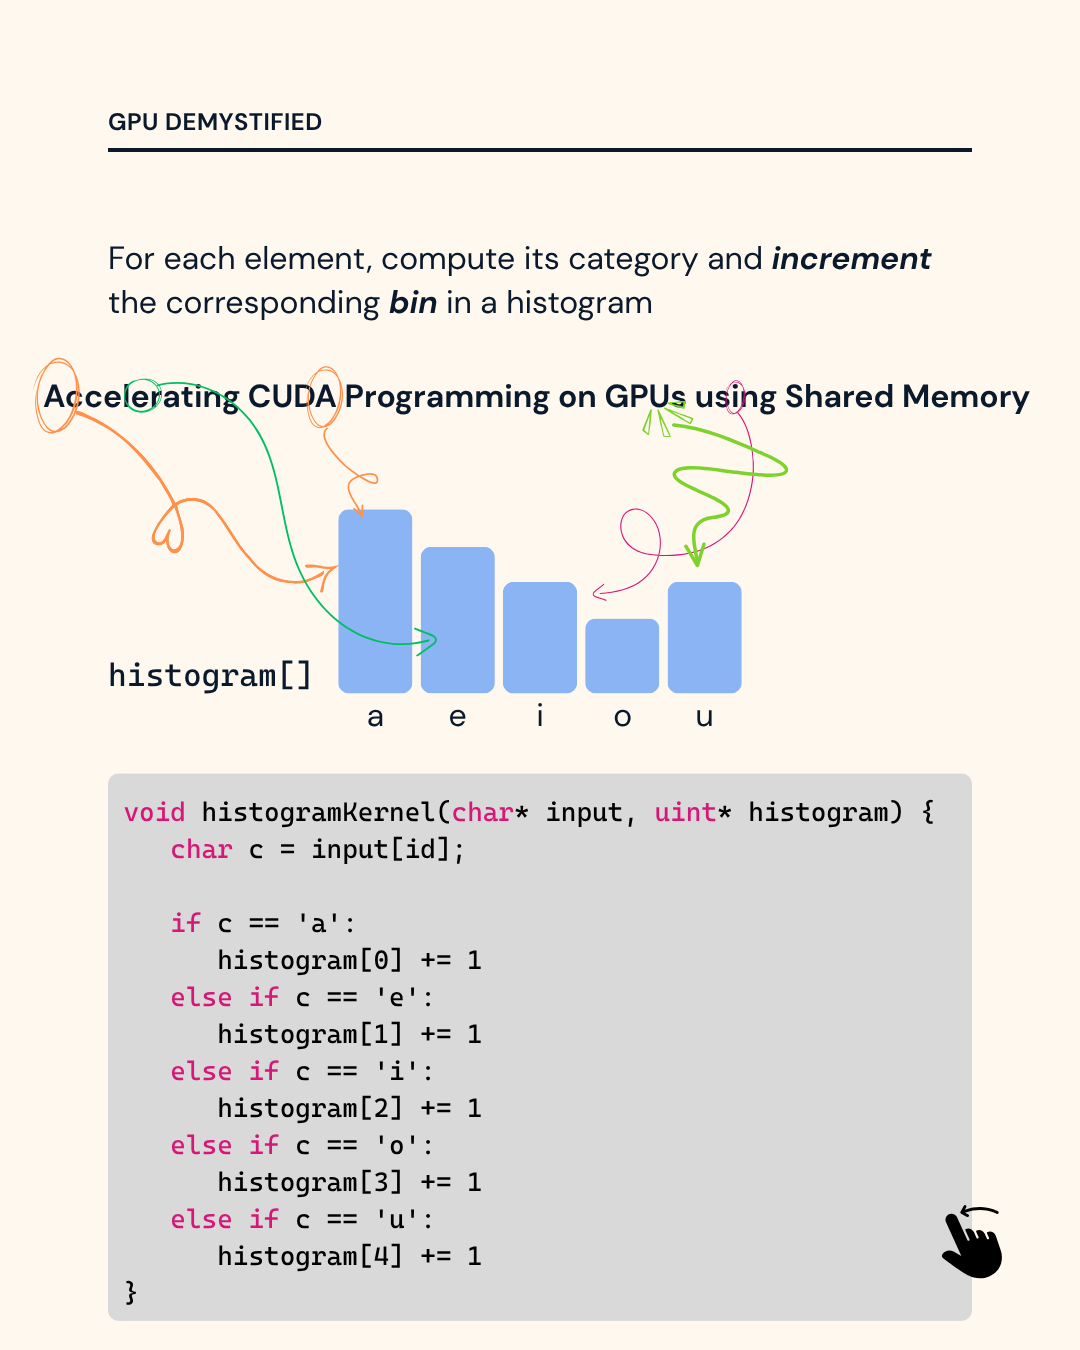 GPU DEMYSTIFIED
For each element, compute its category and increment
the corresponding bin in a histogram
Accelerating CUDA Programming on GPUs using Shared Memory
histogram[]
a e i o u
void histogramKernel(char* input, uint* histogram) {
   char c = input[id];

   if c == 'a':
      histogram[0] += 1
   else if c == 'e':
      histogram[1] += 1
   else if c == 'i':
      histogram[2] += 1
   else if c == 'o':
      histogram[3] += 1
   else if c == 'u':
      histogram[4] += 1
}